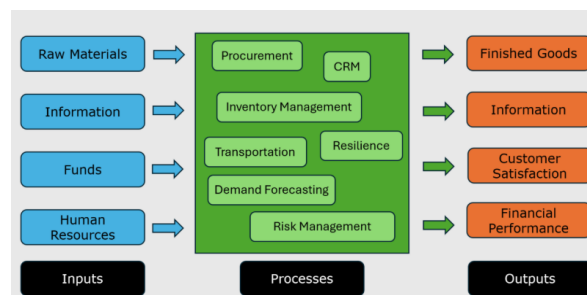 Raw Materials
Information
Funds
Human
Resources
Inputs
Procurement
CRM
Inventory Management
Transportation
Resilience
Demand Forecasting
Risk Management
Processes
Finished Goods
Information
Customer
Satisfaction
Financial
Performance
Outputs